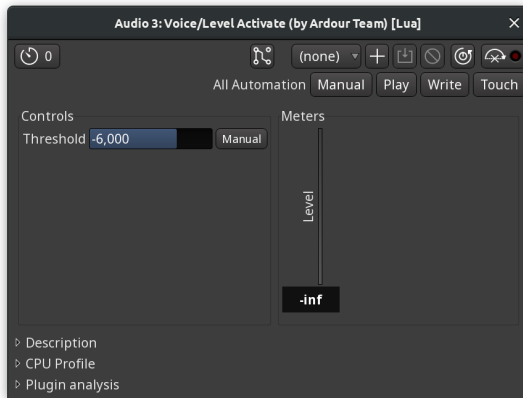 Audio 3: Voice/Level Activate (by Ardour Team) [Lua]
0 (none)
All Automation Manual Play Write Touch
Controls Meters
Threshold -6,000 Manual
Level
-inf
Description
CPU Profile
Plugin analysis